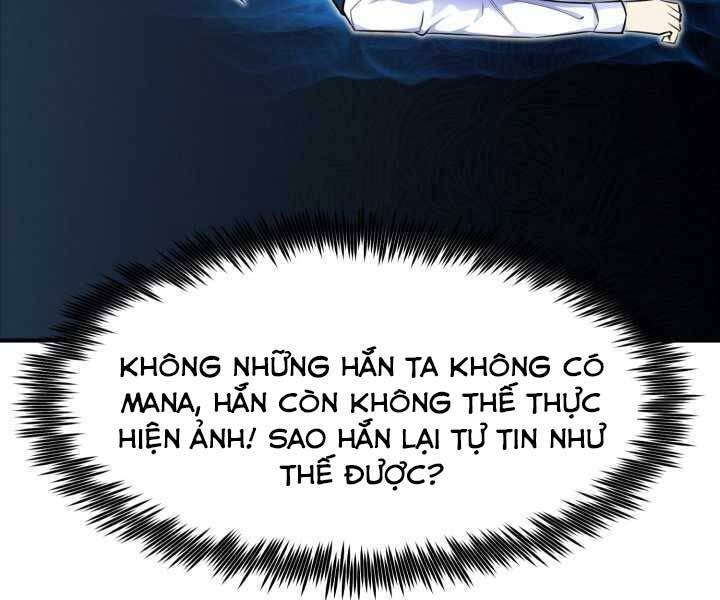 KHÔNG NHỮNG HẮN TA KHÔNG CÓ
MANA, HẮN CÒN KHÔNG THỂ THỰC
HIỆN ẢNH! SAO HẮN LẠI TỰ TIN NHƯ
THẾ ĐƯỢC?